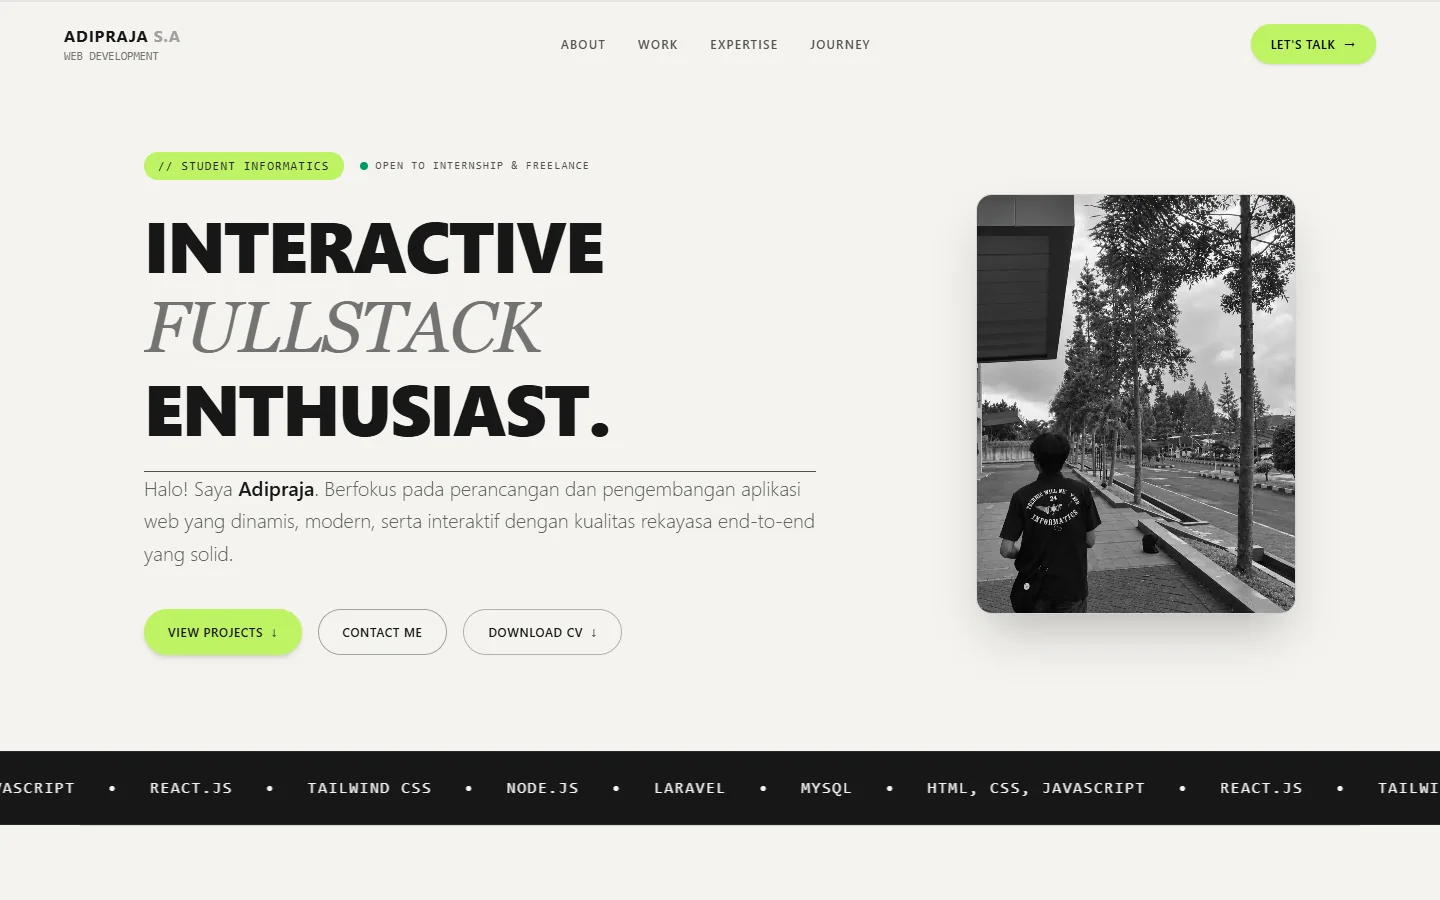 ADIPRAJA S.A
WEB DEVELOPMENT
ABOUT WORK EXPERTISE JOURNEY
LET'S TALK →
// STUDENT INFORMATICS
OPEN TO INTERNSHIP & FREELANCE
INTERACTIVE
FULLSTACK
ENTHUSIAST.
Halo! Saya Adipraja. Berfokus pada perancangan dan pengembangan aplikasi
web yang dinamis, modern, serta interaktif dengan kualitas rekayasa end-to-end
yang solid.
VIEW PROJECTS ↓
CONTACT ME
DOWNLOAD CV ↓
24
INFORMATICS
VASCRIPT • REACT.JS • TAILWIND CSS • NODE.JS • LARAVEL • MYSQL • HTML, CSS, JAVASCRIPT • REACT.JS • TAILWI